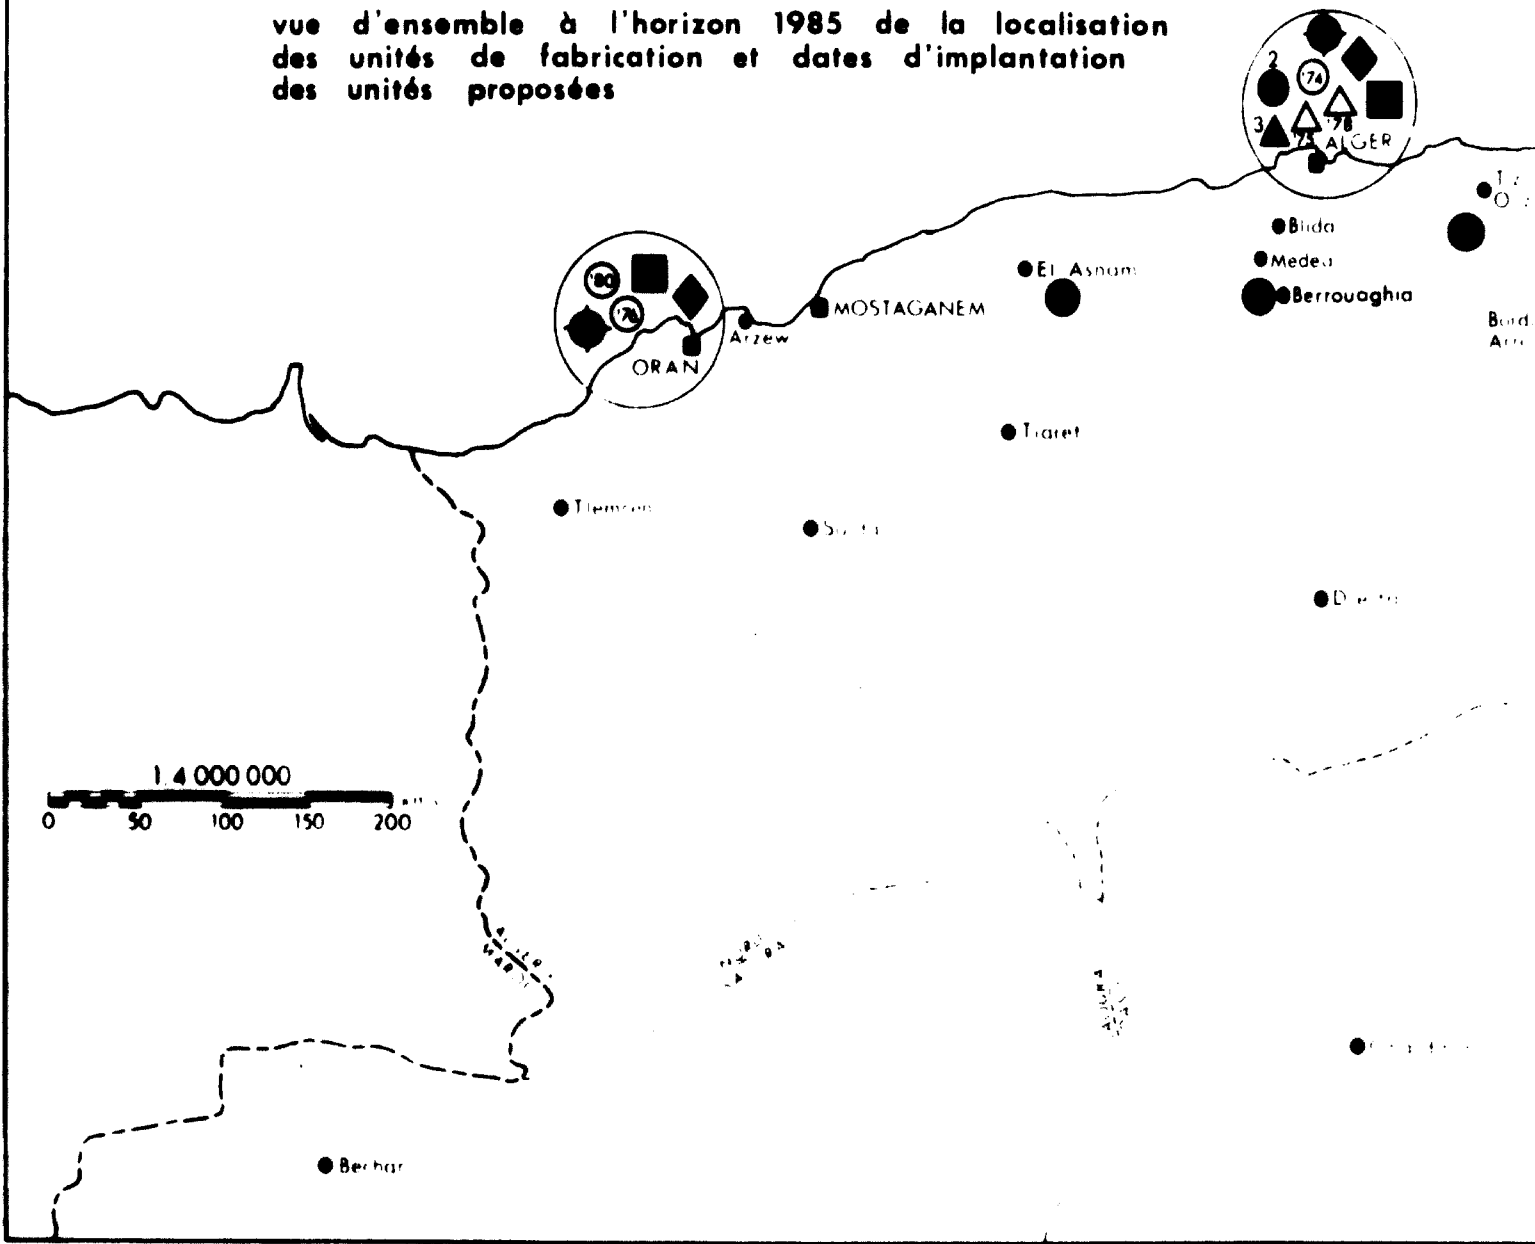 vue d'ensemble à l'horizon 1985 de la localisation
des unités de fabrication et dates d'implantation
des unités proposées
2
'74
3
'75
'78
ALGER
Blida
Medea
Berrouaghia
El Asnam
'80
'76
MOSTAGANEM
Arzew
ORAN
Tiaret
Tlemcen
1.4 000 000
0 50 100 150 200
Bechar